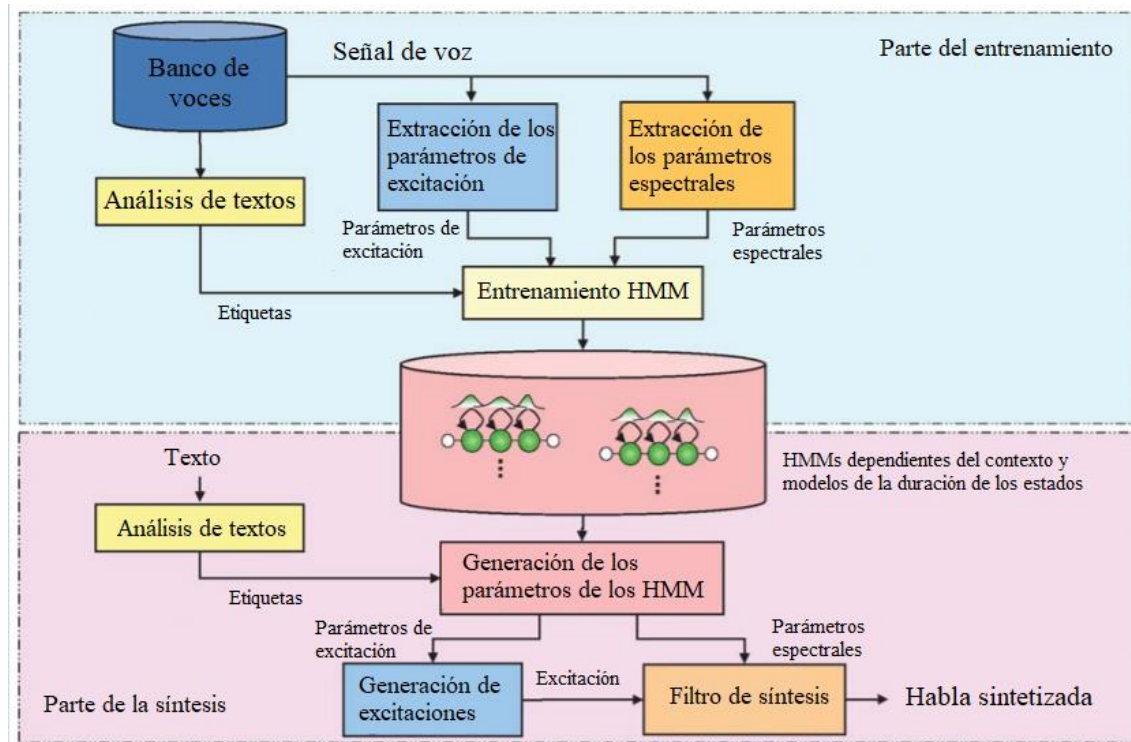 Señal de voz
Parte del entrenamiento
Banco de
voces
Extracción de los
parámetros de
excitación
Extracción de
los parámetros
espectrales
Análisis de textos
Parámetros de
excitación
Parámetros
espectrales
Entrenamiento HMM
Etiquetas
Texto
HMMs dependientes del contexto y
modelos de la duración de los estados
Análisis de textos
Generación de los
parámetros de los HMM
Etiquetas
Parámetros de
excitación
Parámetros
espectrales
Parte de la síntesis
Generación de
excitaciones
Excitación
Filtro de síntesis
Habla sintetizada